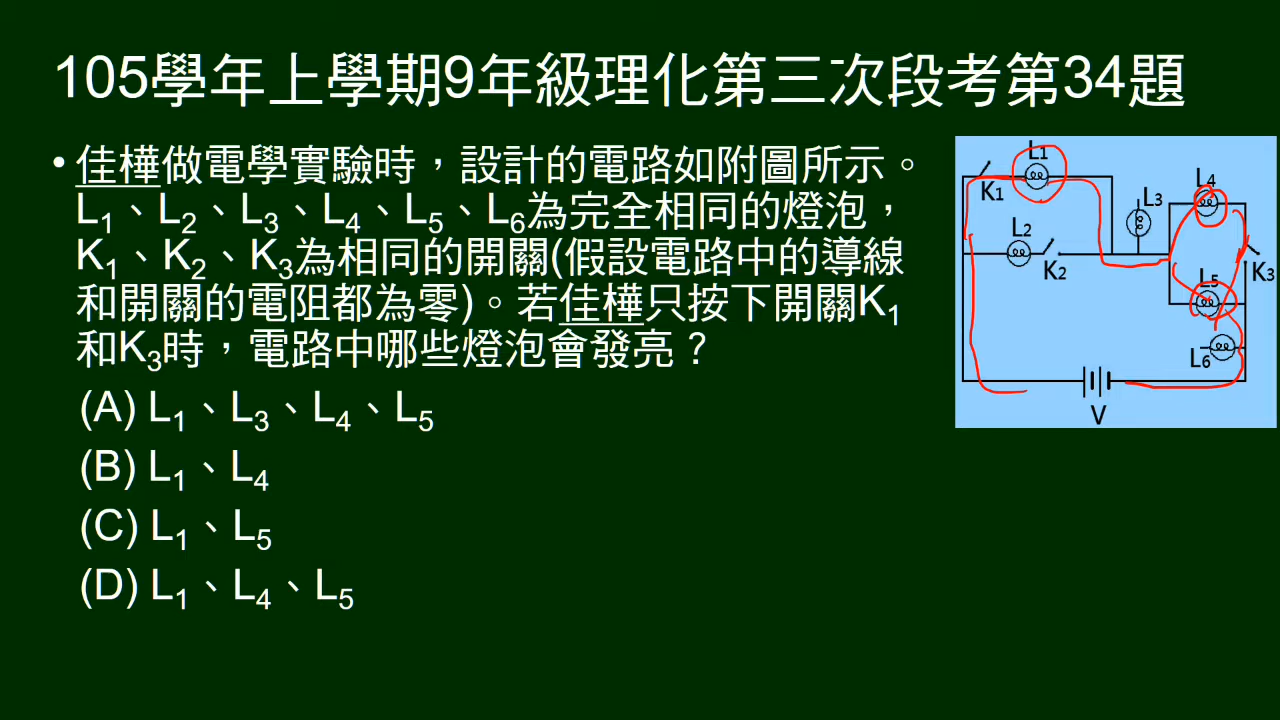 105學年上學期9年級理化第三次段考第34題
• 佳樺做電學實驗時，設計的電路如附圖所示。
L₁、L₂、L₃、L₄、L₅、L₆為完全相同的燈泡，
K₁、K₂、K₃為相同的開關(假設電路中的導線
和開關的電阻都為零)。若佳樺只按下開關K₁
和K₃時，電路中哪些燈泡會發亮？
(A) L₁、L₃、L₄、L₅
(B) L₁、L₄
(C) L₁、L₅
(D) L₁、L₄、L₅
L1
K1
L4
L3
L2
K2
K3
L5
L6
V